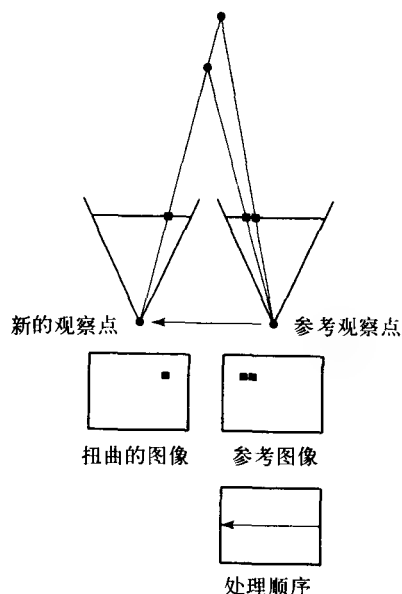 新的观察点
参考观察点
扭曲的图像
参考图像
处理顺序